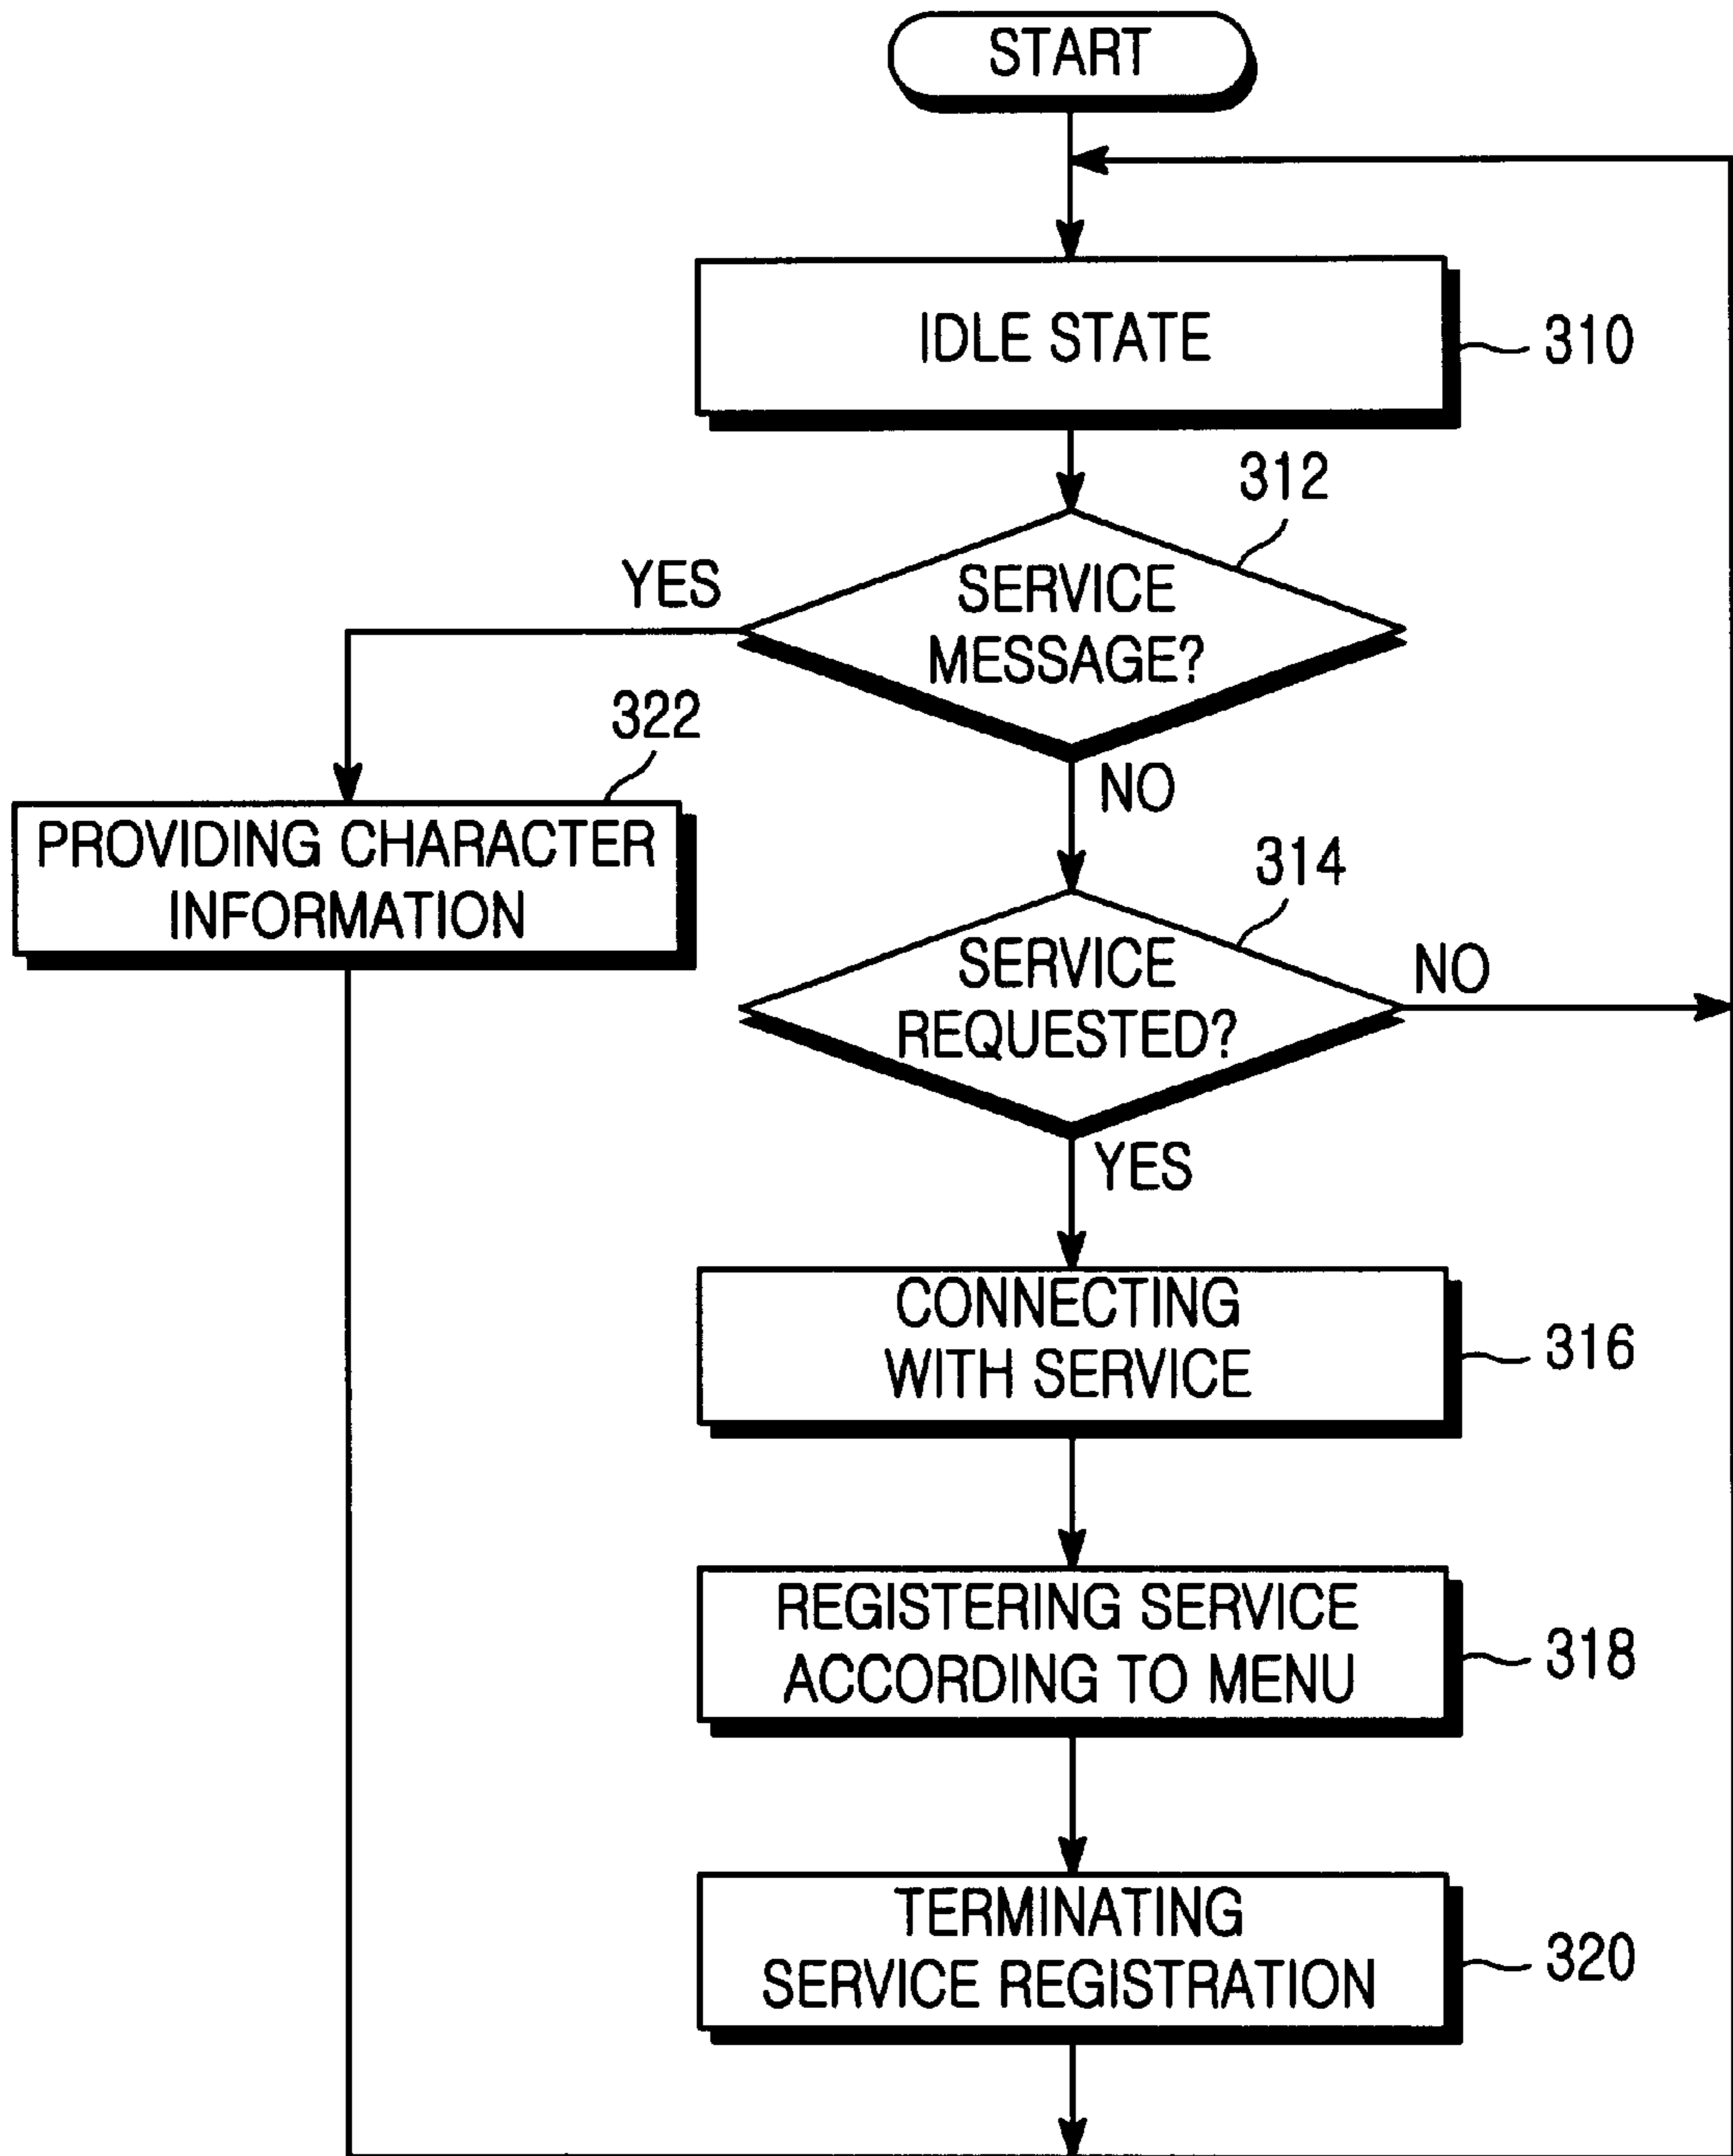 START
IDLE STATE
310
312
YES
SERVICE
MESSAGE?
322
NO
PROVIDING CHARACTER
INFORMATION
314
SERVICE
REQUESTED?
NO
YES
CONNECTING
WITH SERVICE
316
REGISTERING SERVICE
ACCORDING TO MENU
318
TERMINATING
SERVICE REGISTRATION
320